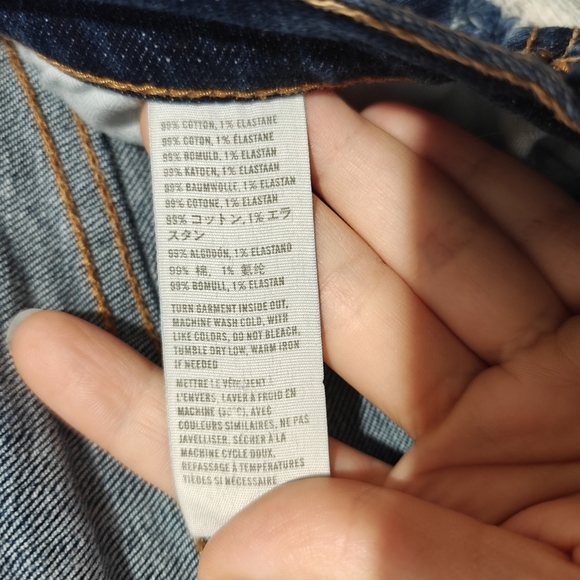 99% COTTON, 1% ELASTANE
99% COTON, 1% ÉLASTANE
99% BOMULD, 1% ELASTAN
99% KATOEN, 1% ELASTAAN
99% BAUMWOLLE, 1% ELASTAN
99% COTONE, 1% ELASTAN
99% コットン, 1% エラ
スタン
99% ALGODÓN, 1% ELASTANO
99% 棉, 1% 氨纶
99% BOMULL, 1% ELASTAN
TURN GARMENT INSIDE OUT,
MACHINE WASH COLD, WITH
LIKE COLORS, DO NOT BLEACH,
TUMBLE DRY LOW, WARM IRON
IF NEEDED
METTRE LE VÊTEMENT À
L'ENVERS, LAVER À FROID EN
MACHINE (30°C), AVEC
COULEURS SIMILAIRES, NE PAS
JAVELLISER, SÉCHER À LA
MACHINE CYCLE DOUX,
REPASSAGE À TEMPÉRATURES
TIÈDES SI NÉCESSAIRE